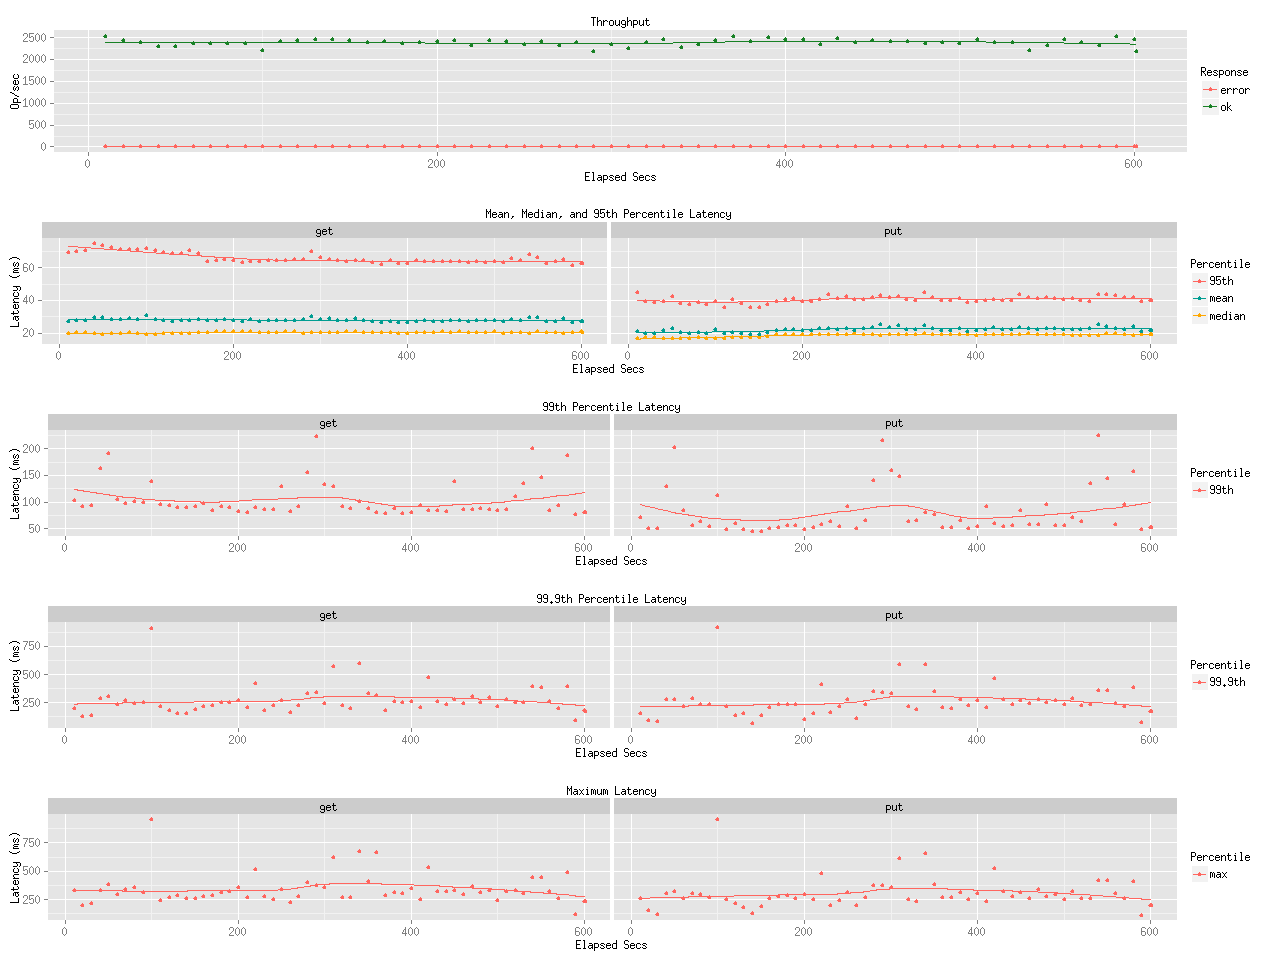 Throughput
2500
2000
1500
1000
500
0
Op/sec
0 200 400 600
Elapsed Secs
Response
error
ok
Mean, Median, and 95th Percentile Latency
get put
60
40
20
Latency (ms)
0 200 400 600 0 200 400 600
Elapsed Secs
Percentile
95th
mean
median
99th Percentile Latency
get put
200
150
100
50
Latency (ms)
0 200 400 600 0 200 400 600
Elapsed Secs
Percentile
99th
99.9th Percentile Latency
get put
750
500
250
Latency (ms)
0 200 400 600 0 200 400 600
Elapsed Secs
Percentile
99.9th
Maximum Latency
get put
750
500
250
Latency (ms)
0 200 400 600 0 200 400 600
Elapsed Secs
Percentile
max